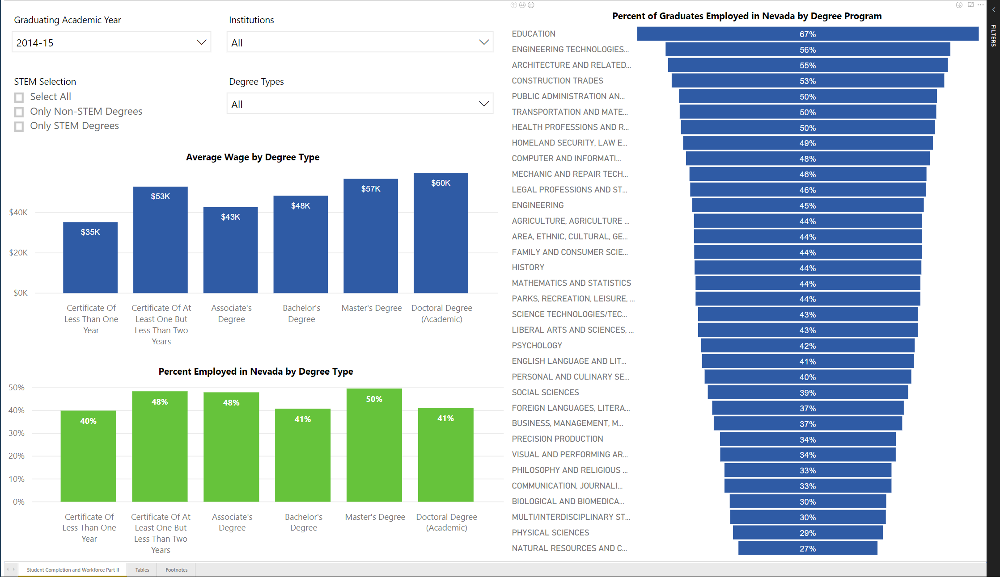 Graduating Academic Year
2014-15
Institutions
All
STEM Selection
Select All
Only Non-STEM Degrees
Only STEM Degrees
Degree Types
All
Average Wage by Degree Type
$40K
$20K
$0K
$35K
$53K
$43K
$48K
$57K
$60K
Certificate Of
Less Than One
Year
Certificate Of At
Least One But
Less Than Two
Years
Associate's
Degree
Bachelor's
Degree
Master's Degree
Doctoral Degree
(Academic)
Percent Employed in Nevada by Degree Type
50%
40%
30%
20%
10%
0%
40%
48%
48%
41%
50%
41%
Certificate Of
Less Than One
Year
Certificate Of At
Least One But
Less Than Two
Years
Associate's
Degree
Bachelor's
Degree
Master's Degree
Doctoral Degree
(Academic)
Percent of Graduates Employed in Nevada by Degree Program
EDUCATION 67%
ENGINEERING TECHNOLOGIES... 56%
ARCHITECTURE AND RELATED... 55%
CONSTRUCTION TRADES 53%
PUBLIC ADMINISTRATION AN... 50%
TRANSPORTATION AND MATE... 50%
HEALTH PROFESSIONS AND R... 50%
HOMELAND SECURITY, LAW E... 49%
COMPUTER AND INFORMATI... 48%
MECHANIC AND REPAIR TECH... 46%
LEGAL PROFESSIONS AND ST... 46%
ENGINEERING 45%
AGRICULTURE, AGRICULTURE ... 44%
AREA, ETHNIC, CULTURAL, GE... 44%
FAMILY AND CONSUMER SCIE... 44%
HISTORY 44%
MATHEMATICS AND STATISTICS 44%
PARKS, RECREATION, LEISURE, ... 44%
SCIENCE TECHNOLOGIES/TEC... 43%
LIBERAL ARTS AND SCIENCES, ... 43%
PSYCHOLOGY 42%
ENGLISH LANGUAGE AND LIT... 41%
PERSONAL AND CULINARY SE... 40%
SOCIAL SCIENCES 39%
FOREIGN LANGUAGES, LITERA... 37%
BUSINESS, MANAGEMENT, M... 37%
PRECISION PRODUCTION 34%
VISUAL AND PERFORMING AR... 34%
PHILOSOPHY AND RELIGIOUS ... 33%
COMMUNICATION, JOURNALI... 33%
BIOLOGICAL AND BIOMEDICA... 30%
MULTI/INTERDISCIPLINARY ST... 30%
PHYSICAL SCIENCES 29%
NATURAL RESOURCES AND C... 27%
FILTERS
Student Completion and Workforce Part II
Tables
Footnotes